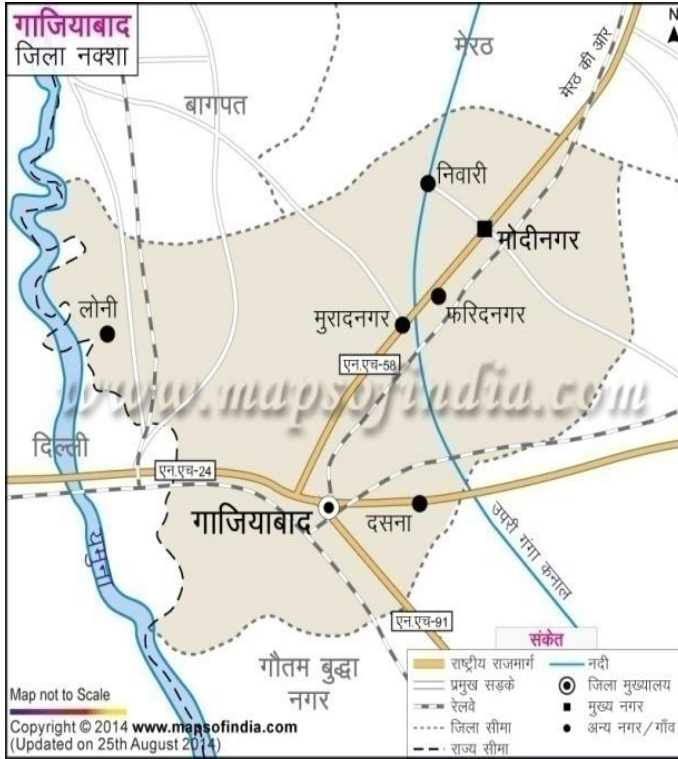 गाजियाबाद
जिला नक्शा
N
मेरठ
मेरठ की ओर
बागपत
निवारी
मोदीनगर
लोनी
मुरादनगर
फरिदनगर
एन.एच-58
www.mapsofindia.com
दिल्ली
एन.एच-24
गाजियाबाद
दसना
उपरी गंगा कनाल
यमुना
एन.एच-91
गौतम बुद्धा
नगर
संकेत
राष्ट्रीय राजमार्ग
नदी
प्रमुख सड़के
जिला मुख्यालय
रेलवे
मुख्य नगर
जिला सीमा
अन्य नगर/गाँव
राज्य सीमा
Map not to Scale
Copyright © 2014 www.mapsofindia.com
(Updated on 25th August 2014)